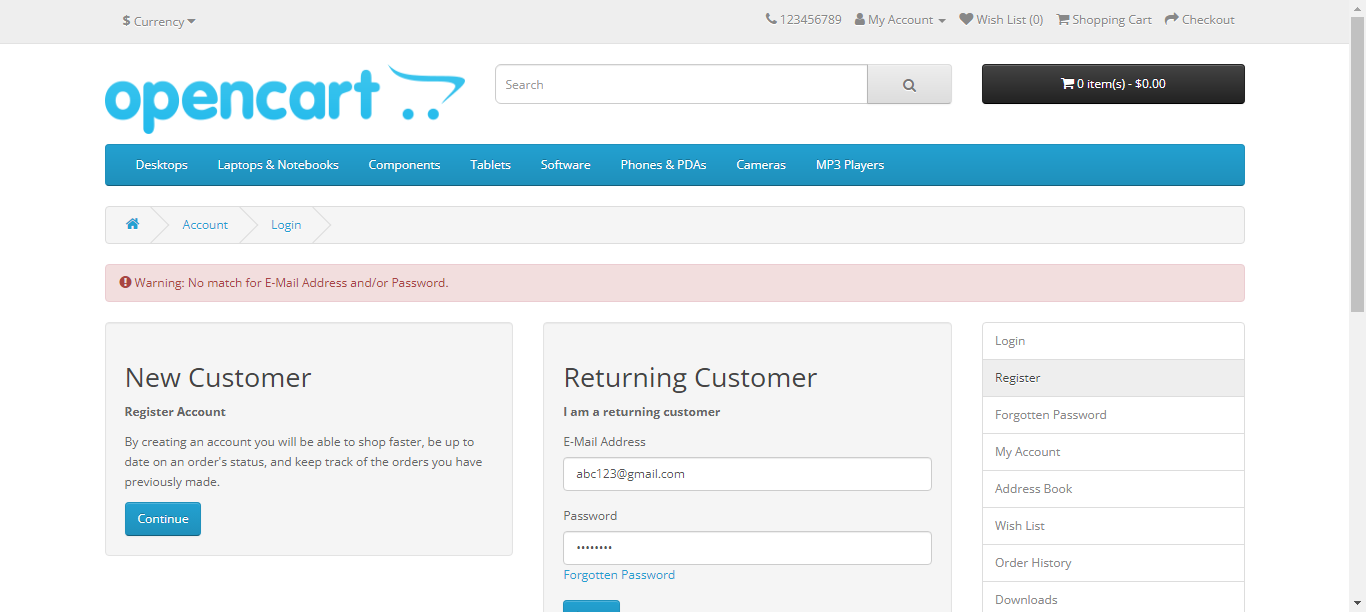 $ Currency
123456789 My Account Wish List (0) Shopping Cart Checkout
opencart
Search
0 item(s) - $0.00
Desktops Laptops & Notebooks Components Tablets Software Phones & PDAs Cameras MP3 Players
Account Login
Warning: No match for E-Mail Address and/or Password.
New Customer
Register Account
By creating an account you will be able to shop faster, be up to
date on an order's status, and keep track of the orders you have
previously made.
Continue
Returning Customer
I am a returning customer
E-Mail Address
abc123@gmail.com
Password
••••••••
Forgotten Password
Login
Register
Forgotten Password
My Account
Address Book
Wish List
Order History
Downloads